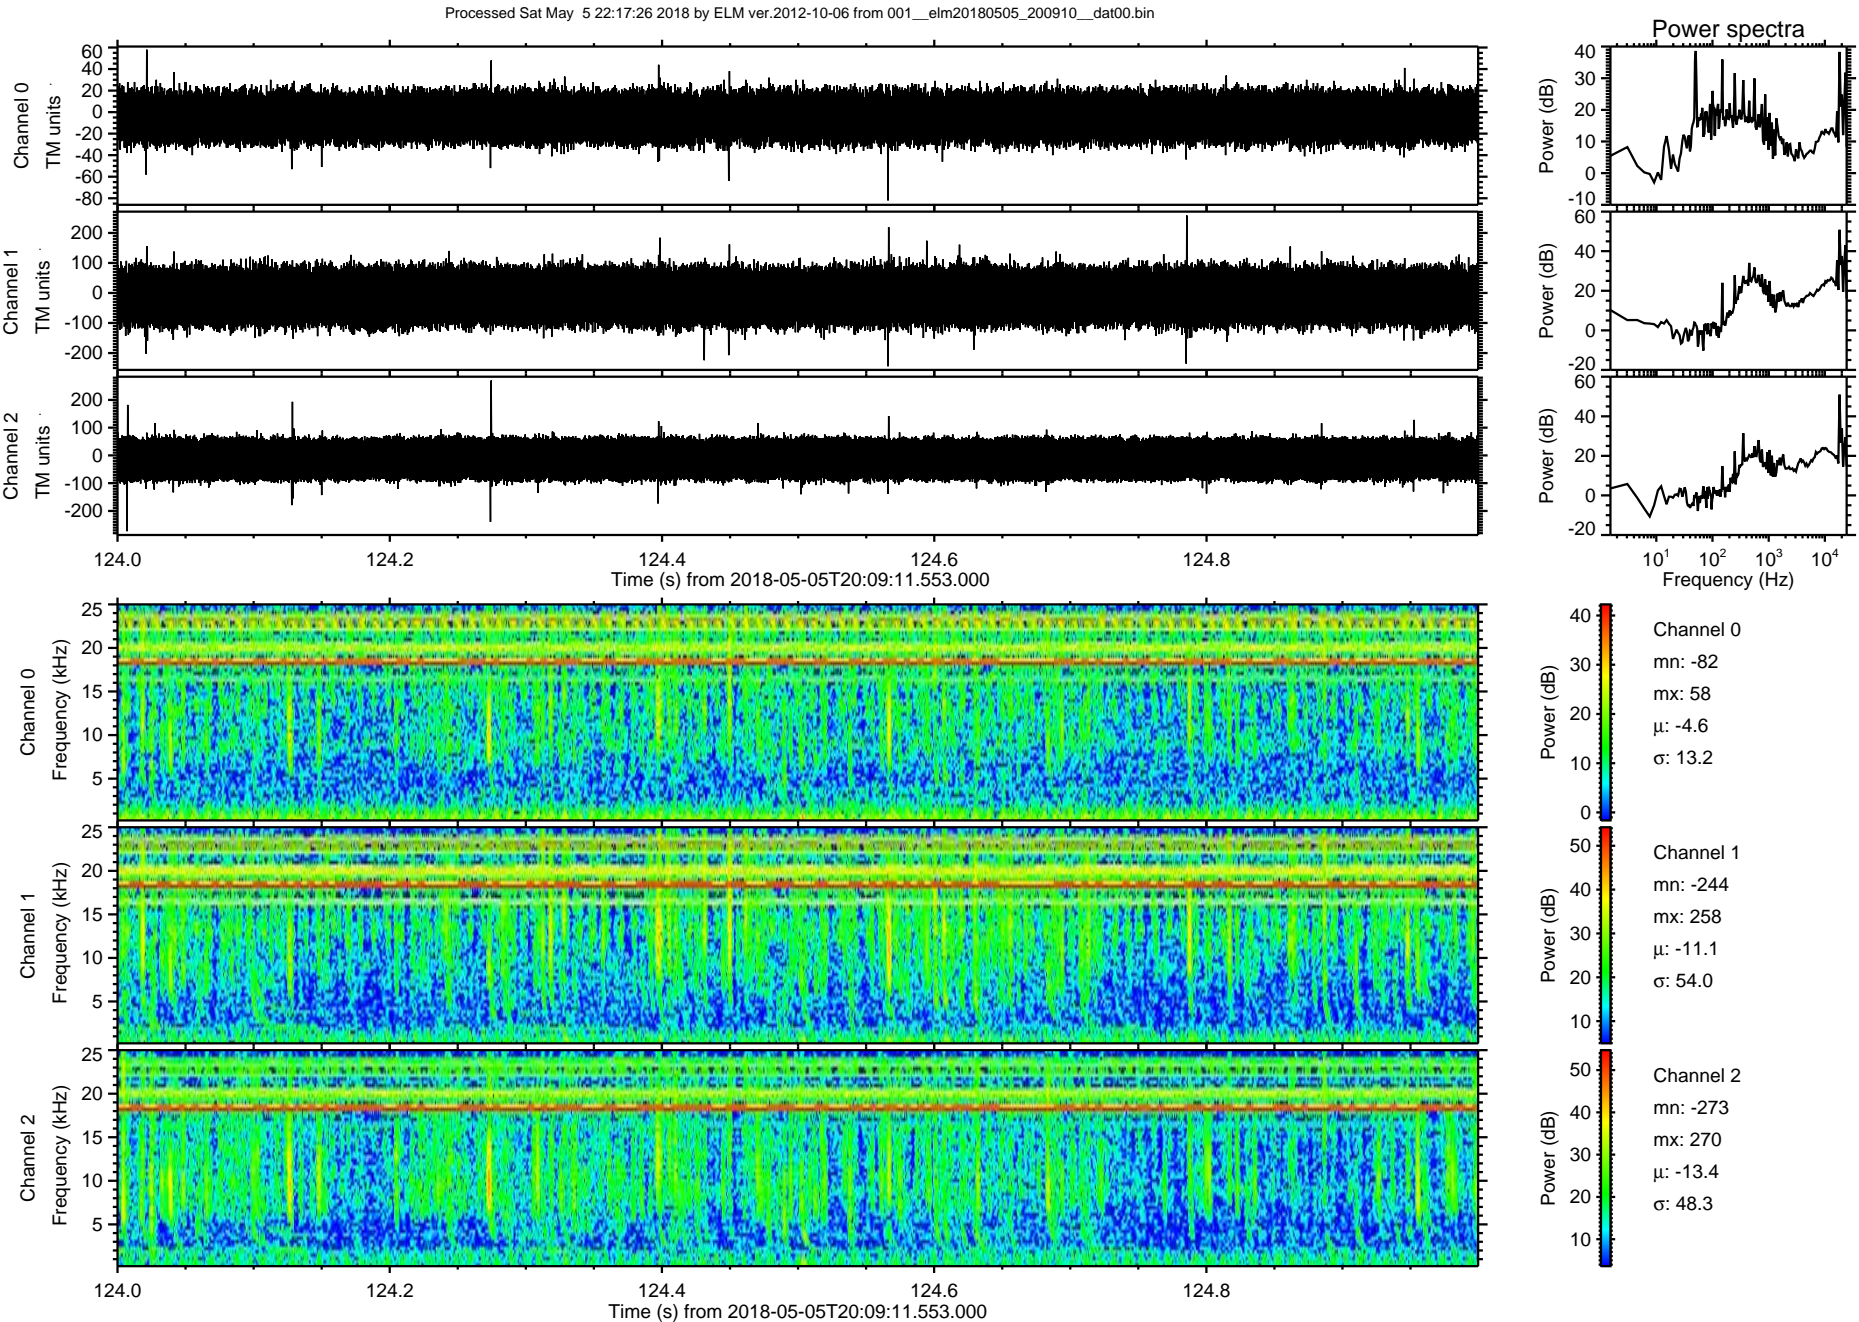 Processed Sat May  5 22:17:26 2018 by ELM ver.2012-10-06 from 001__elm20180505_200910__dat00.bin
Power spectra
Channel 0
TM units
60
40
20
0
-20
-40
-60
-80
Power (dB)
40
30
20
10
0
-10
Channel 1
TM units
200
100
0
-100
-200
Power (dB)
60
40
20
0
-20
Channel 2
TM units
200
100
0
-100
-200
Power (dB)
60
40
20
0
-20
124.0 124.2 124.4 124.6 124.8
Time (s) from 2018-05-05T20:09:11.553.000
10^1 10^2 10^3 10^4
Frequency (Hz)
Channel 0
Frequency (kHz)
25
20
15
10
5
Power (dB)
40
30
20
10
0
Channel 0
mn: -82
mx: 58
μ: -4.6
σ: 13.2
Channel 1
Frequency (kHz)
25
20
15
10
5
Power (dB)
50
40
30
20
10
Channel 1
mn: -244
mx: 258
μ: -11.1
σ: 54.0
Channel 2
Frequency (kHz)
25
20
15
10
5
Power (dB)
50
40
30
20
10
Channel 2
mn: -273
mx: 270
μ: -13.4
σ: 48.3
124.0 124.2 124.4 124.6 124.8
Time (s) from 2018-05-05T20:09:11.553.000